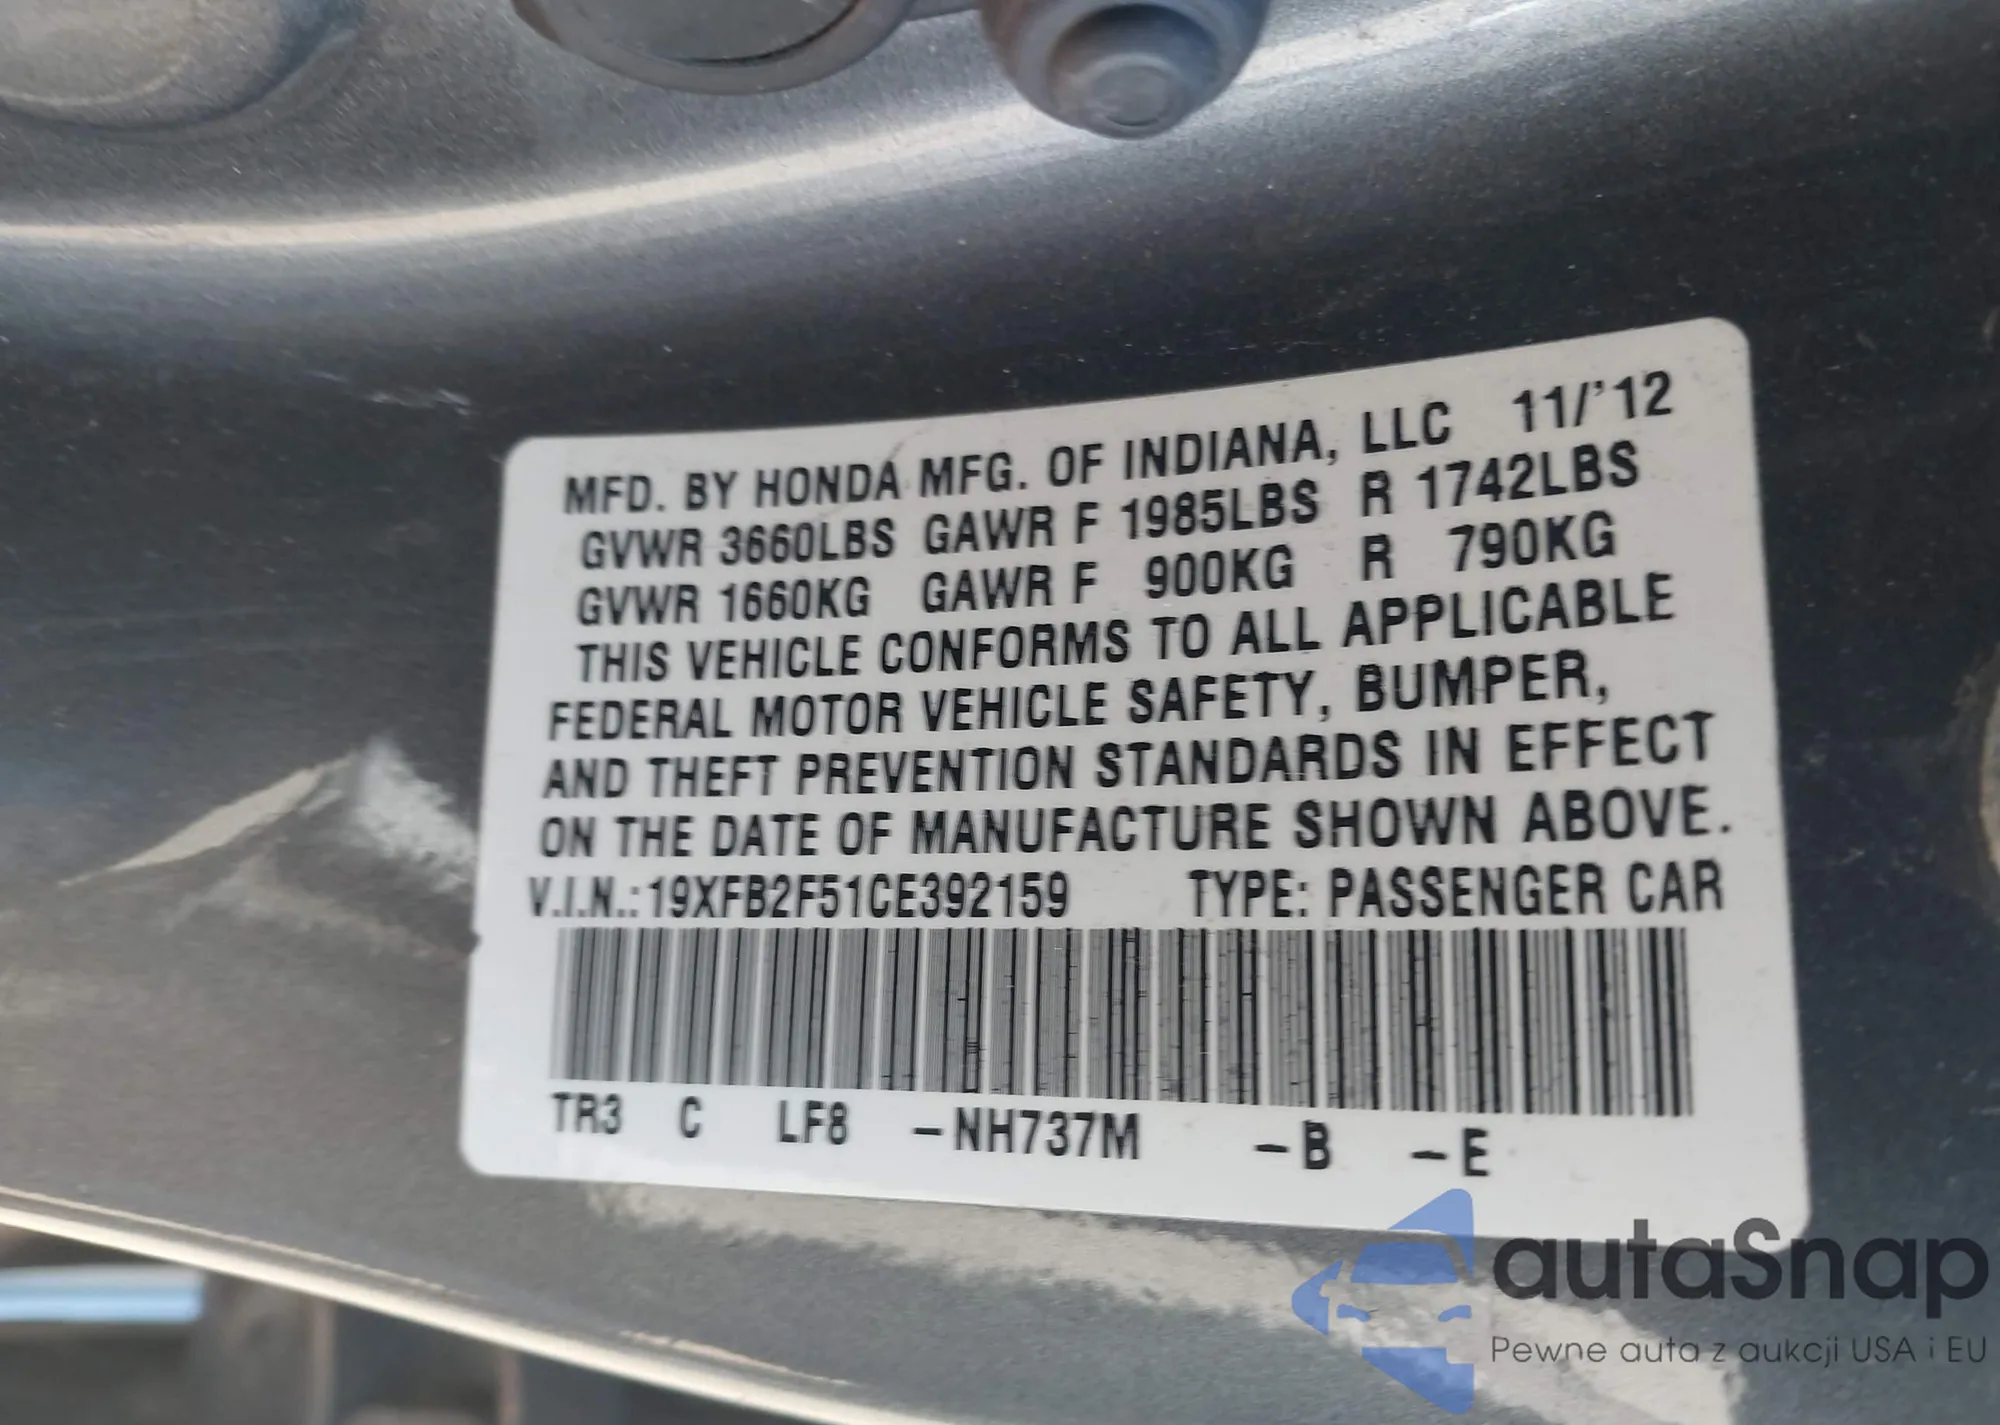 MFD. BY HONDA MFG. OF INDIANA, LLC 11/'12
GVWR 3660LBS GAWR F 1985LBS R 1742LBS
GVWR 1660KG GAWR F 900KG R 790KG
THIS VEHICLE CONFORMS TO ALL APPLICABLE
FEDERAL MOTOR VEHICLE SAFETY, BUMPER,
AND THEFT PREVENTION STANDARDS IN EFFECT
ON THE DATE OF MANUFACTURE SHOWN ABOVE.
V.I.N.:19XFB2F51CE392159 TYPE: PASSENGER CAR
TR3 C LF8 -NH737M -B -E
autaSnap
Pewne auta z aukcji USA i EU